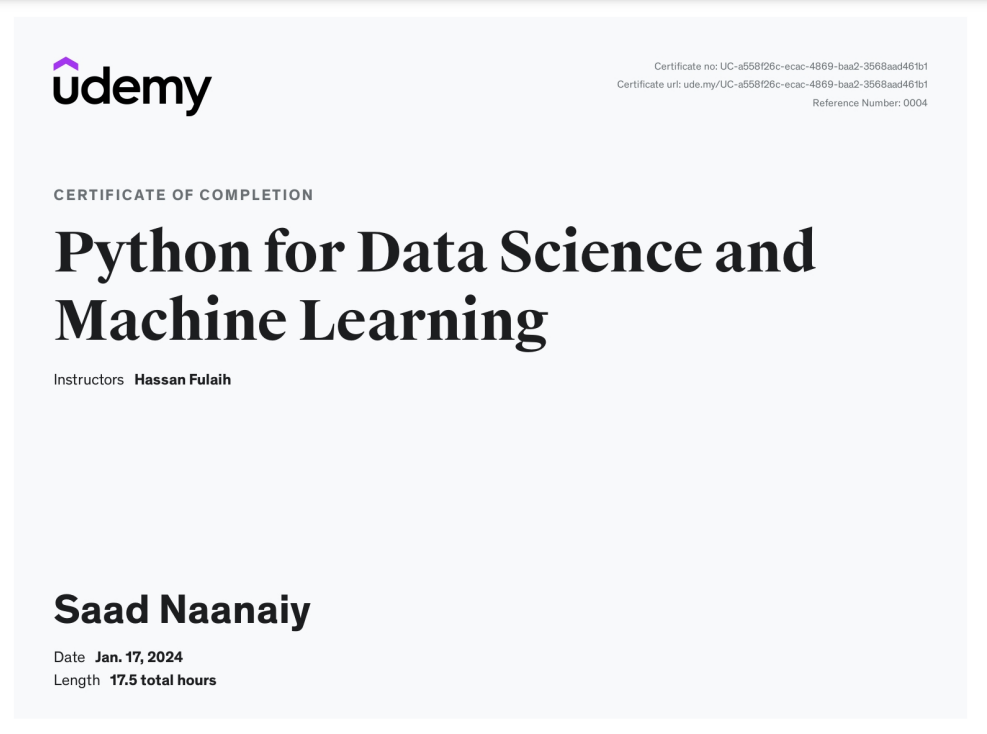 udemy
Certificate no: UC-a558f26c-ecac-4869-baa2-3568aad461b1
Certificate url: ude.my/UC-a558f26c-ecac-4869-baa2-3568aad461b1
Reference Number: 0004
CERTIFICATE OF COMPLETION
Python for Data Science and
Machine Learning
Instructors Hassan Fulaih
Saad Naanaiy
Date Jan. 17, 2024
Length 17.5 total hours